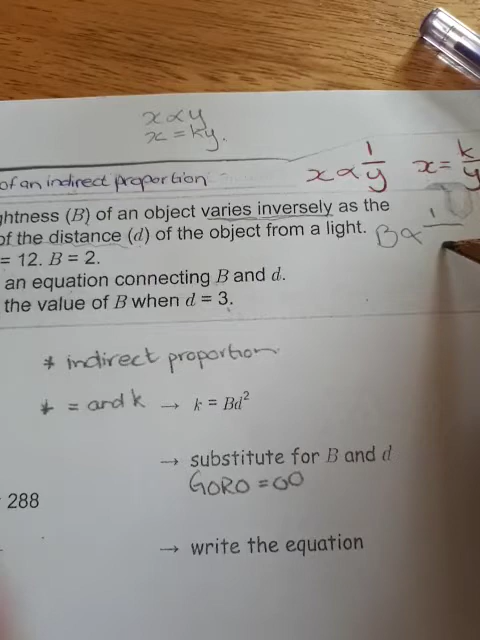 x ∝ y
x = ky.
of an indirect proportion
x ∝ 1/y x = k/y
ghtness (B) of an object varies inversely as the
of the distance (d) of the object from a light.
B ∝ 1/
= 12. B = 2.
an equation connecting B and d.
the value of B when d = 3.
* indirect proportion
* = and k → k = Bd²
→ substitute for B and d
288
→ write the equation